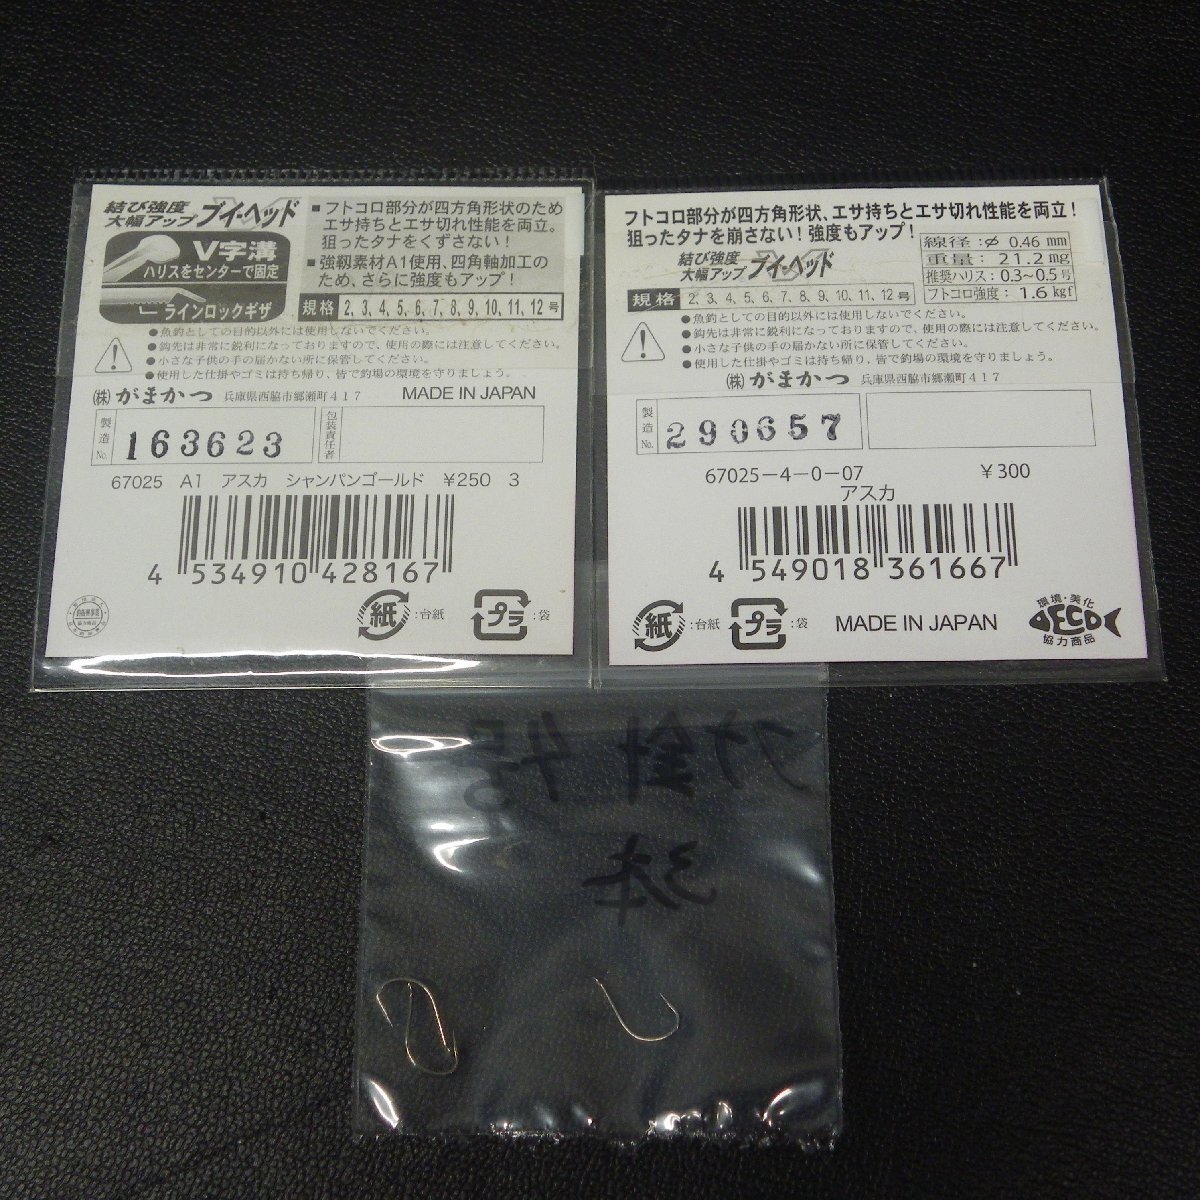 結び強度
大幅アップ ブイ・ヘッド
V字溝
ハリスをセンターで固定
ラインロックギザ
■フトコロ部分が四方角形状のため
エサ持ちとエサ切れ性能を両立。
狙ったタナをくずさない!
■強靱素材A1使用、四角軸加工の
ため、さらに強度もアップ!
規格 2、3、4、5、6、7、8、9、10、11、12号
●魚釣としての目的以外には使用しないでください。
●鈎先は非常に鋭利になっておりますので、使用の際には注意してください。
●小さな子供の手の届かない所に保管してください。
●使用した仕掛やゴミは持ち帰り、皆で釣場の環境を守りましょう。
㈱ がまかつ 兵庫県西脇市郷瀬町417 MADE IN JAPAN
製造No. 163623 包装責任者
67025 A1 アスカ シャンパンゴールド ¥250 3
4 534910 428167
紙 :台紙 プラ :袋
フトコロ部分が四方角形状、エサ持ちとエサ切れ性能を両立!
狙ったタナを崩さない!強度もアップ!
結び強度
大幅アップ ブイ・ヘッド
線径:φ 0.46 mm
重量: 21.2 mg
推奨ハリス:0.3~0.5号
フトコロ強度: 1.6 kgf
規格 2、3、4、5、6、7、8、9、10、11、12号
●魚釣としての目的以外には使用しないでください。
●鈎先は非常に鋭利になっておりますので、使用の際には注意してください。
●小さな子供の手の届かない所に保管してください。
●使用した仕掛やゴミは持ち帰り、皆で釣場の環境を守りましょう。
㈱ がまかつ 兵庫県西脇市郷瀬町417
製造No. 290657
67025-4-0-07 ¥300
アスカ
4 549018 361667
紙 :台紙 プラ :袋 MADE IN JAPAN
環境・美化
ECO
協力商品
針 4号
3本